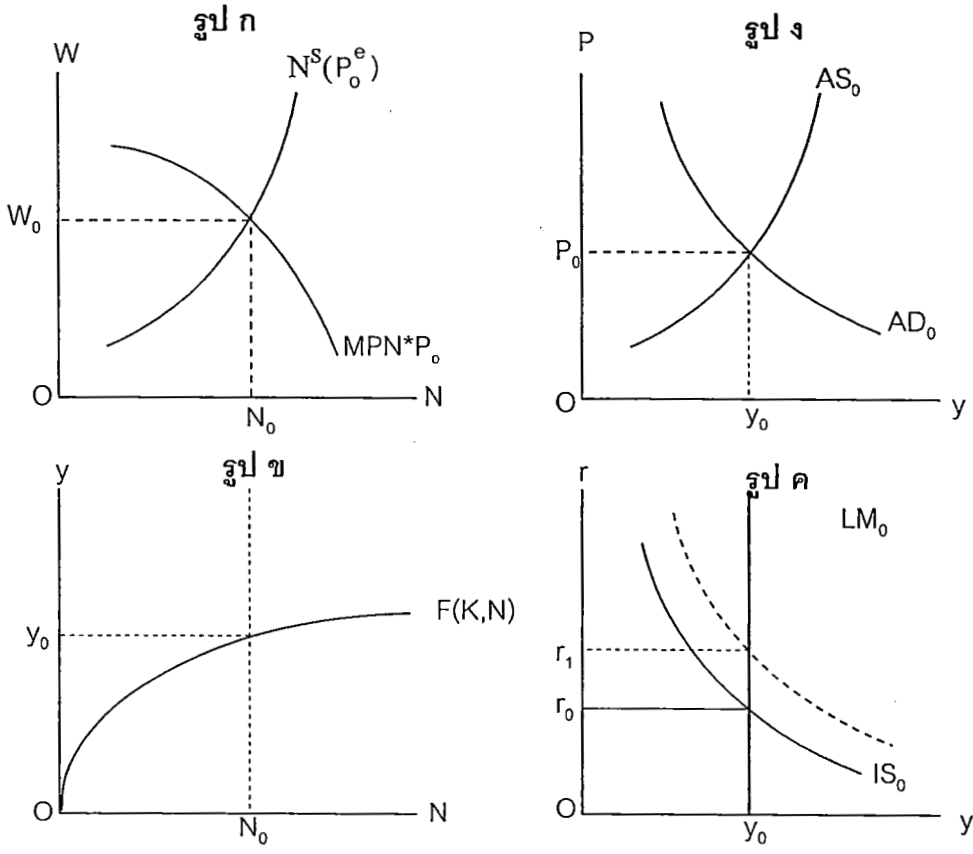 รูป ก
W
N^S(P_o^e)
W₀
MPN*P₀
O
N₀
N
รูป ง
P
AS₀
P₀
AD₀
O
y₀
y
รูป ข
y
F(K,N)
y₀
O
N₀
N
รูป ค
r
LM₀
r₁
r₀
IS₀
O
y₀
y